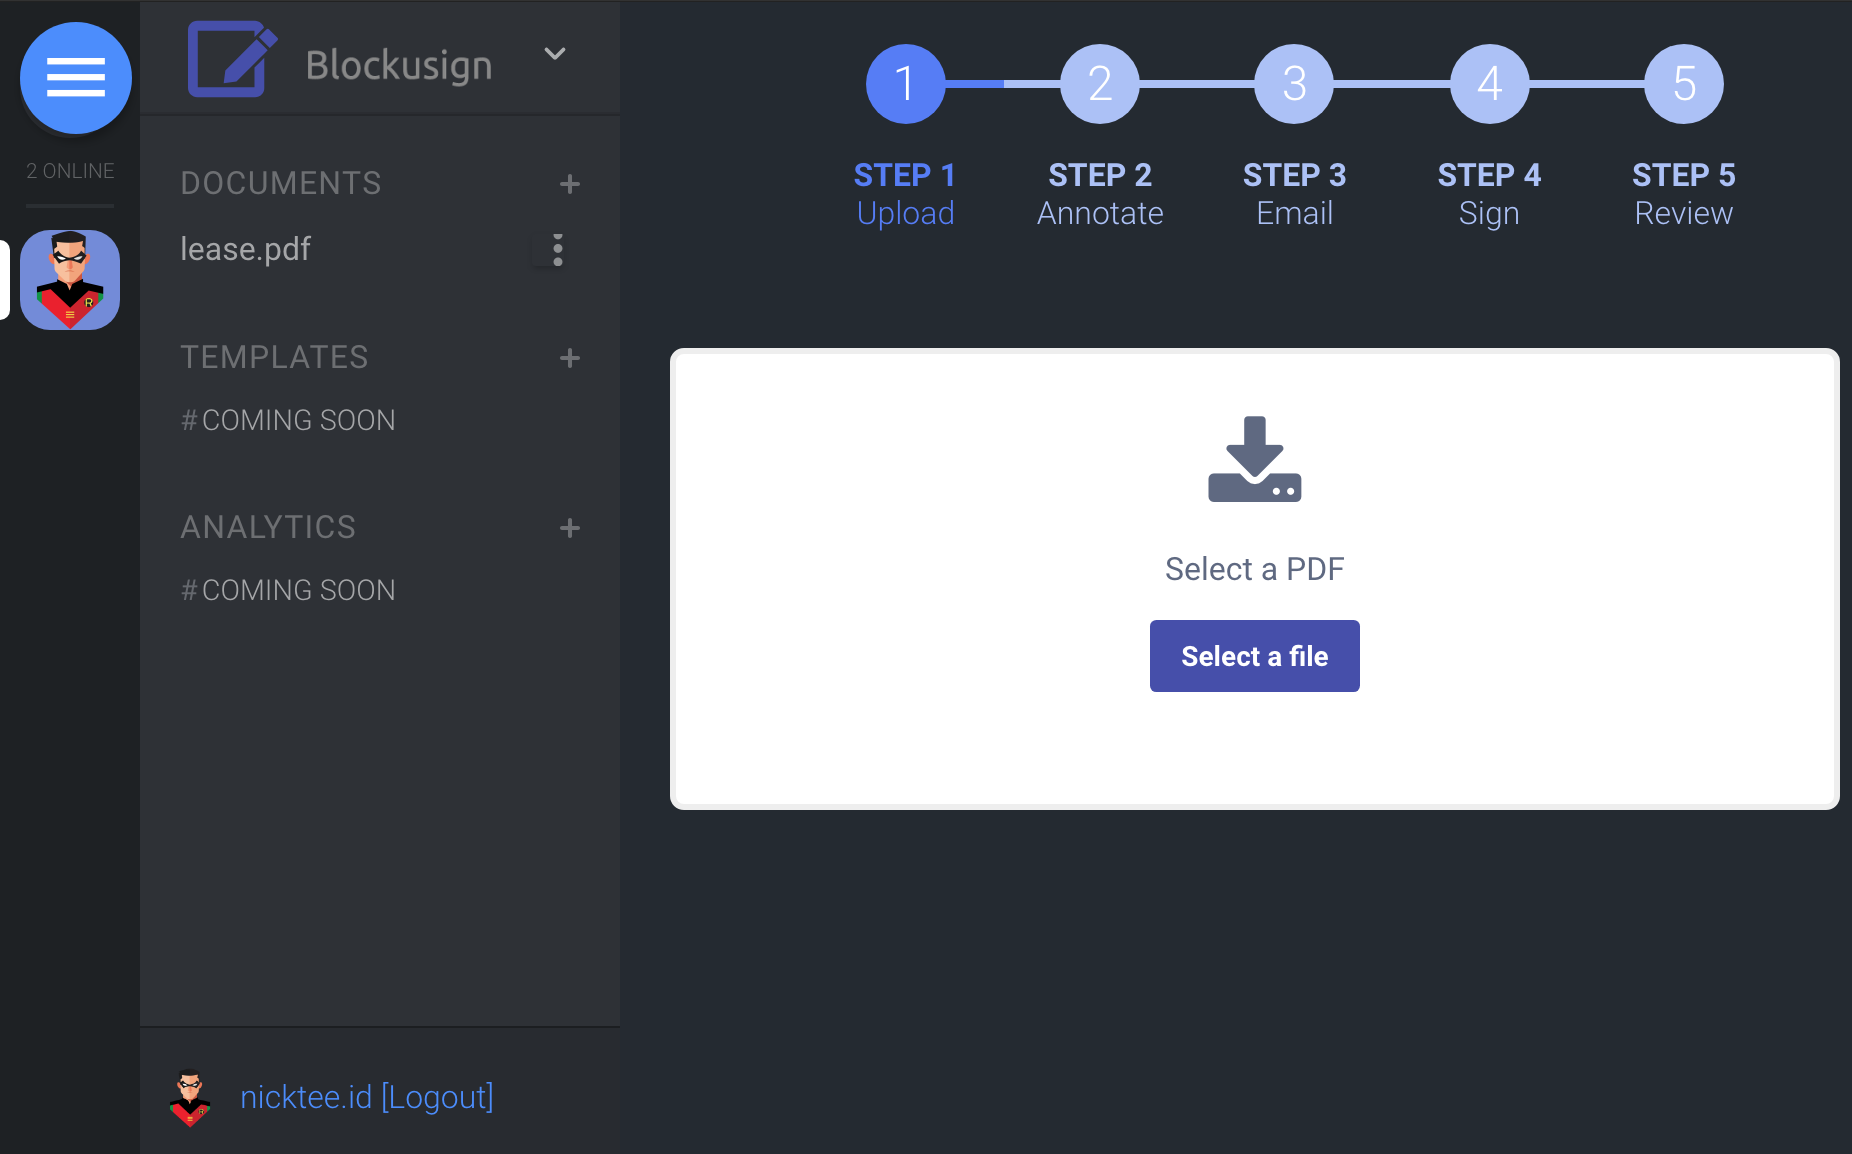 2 ONLINE
Blockusign
DOCUMENTS +
lease.pdf
TEMPLATES +
#COMING SOON
ANALYTICS +
#COMING SOON
nicktee.id [Logout]
1 2 3 4 5
STEP 1 STEP 2 STEP 3 STEP 4 STEP 5
Upload Annotate Email Sign Review
Select a PDF
Select a file